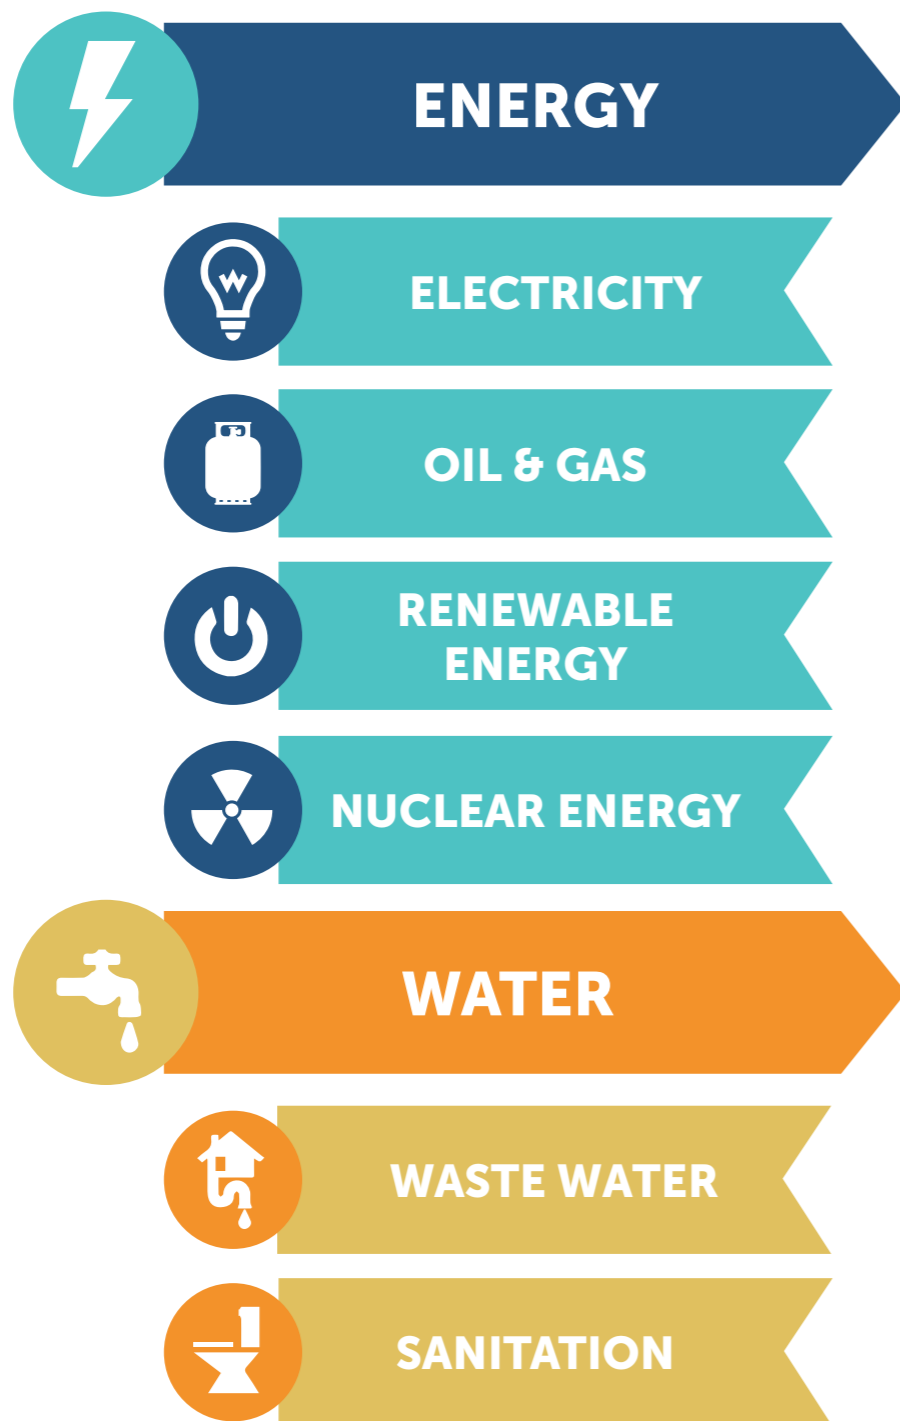 ENERGY
ELECTRICITY
OIL & GAS
RENEWABLE
ENERGY
NUCLEAR ENERGY
WATER
WASTE WATER
SANITATION